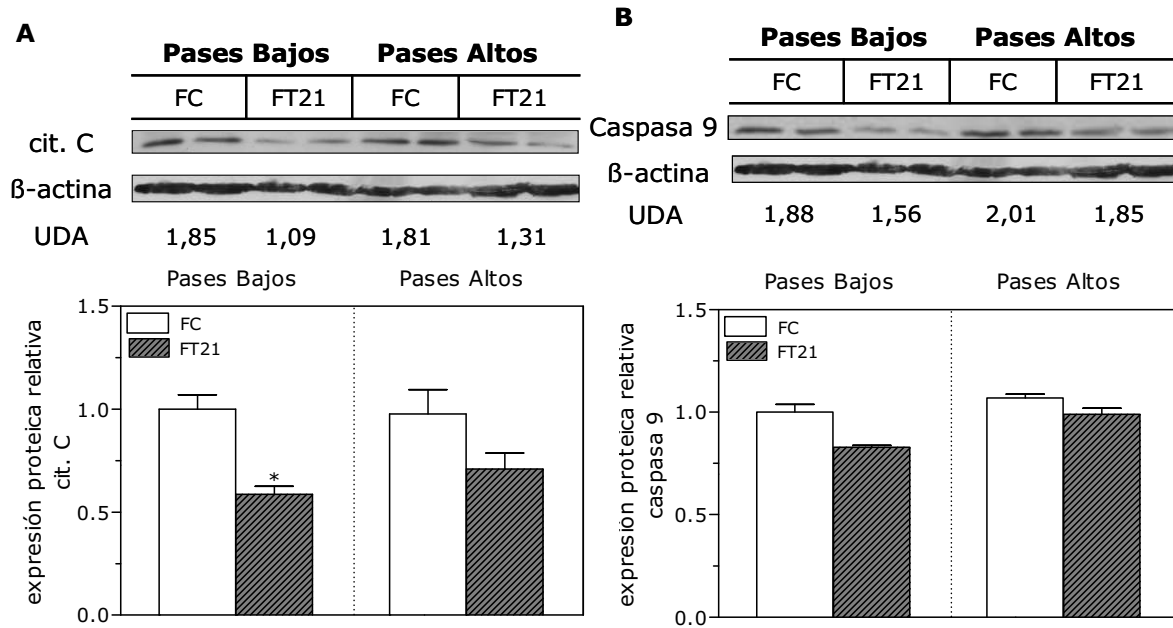 A
Pases Bajos Pases Altos
FC FT21 FC FT21
cit. C
ß-actina
UDA 1,85 1,09 1,81 1,31
Pases Bajos Pases Altos
expresión proteica relativa
cit. C
1.5
1.0
0.5
0.0
FC
FT21
*
B
Pases Bajos Pases Altos
FC FT21 FC FT21
Caspasa 9
ß-actina
UDA 1,88 1,56 2,01 1,85
Pases Bajos Pases Altos
expresión proteica relativa
caspasa 9
1.5
1.0
0.5
0.0
FC
FT21